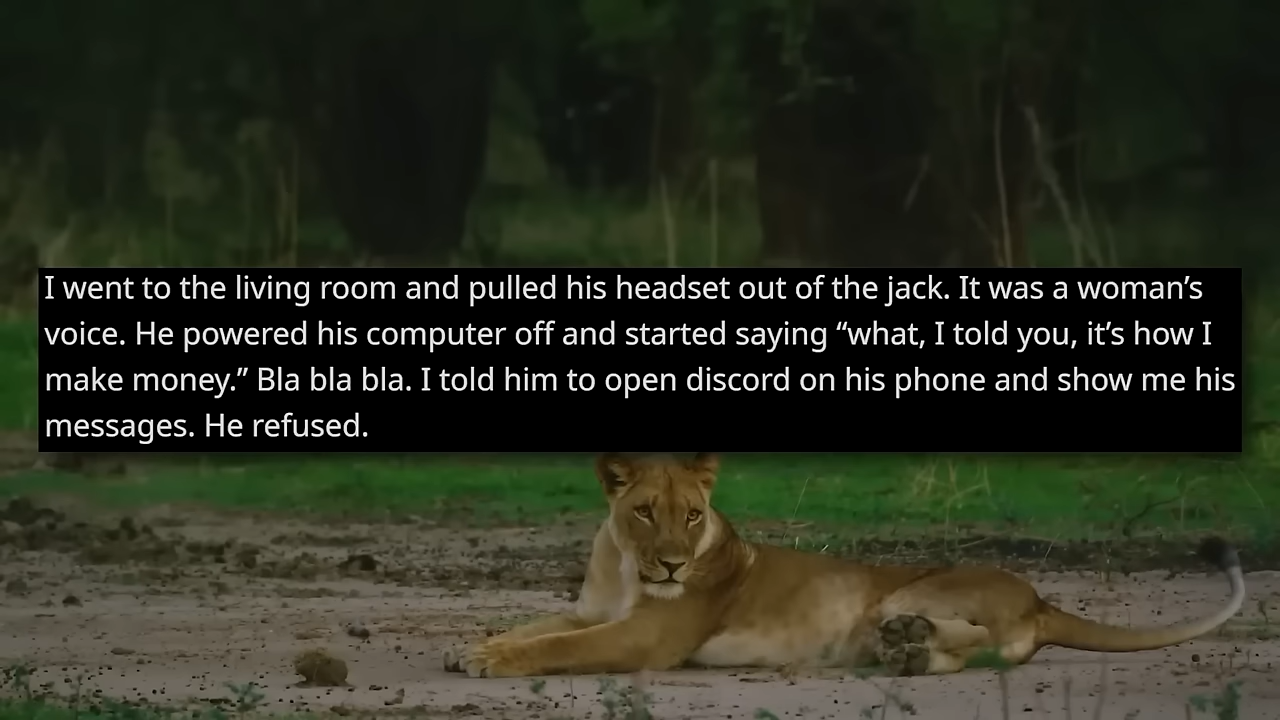 I went to the living room and pulled his headset out of the jack. It was a woman’s
voice. He powered his computer off and started saying “what, I told you, it’s how I
make money.” Bla bla bla. I told him to open discord on his phone and show me his
messages. He refused.